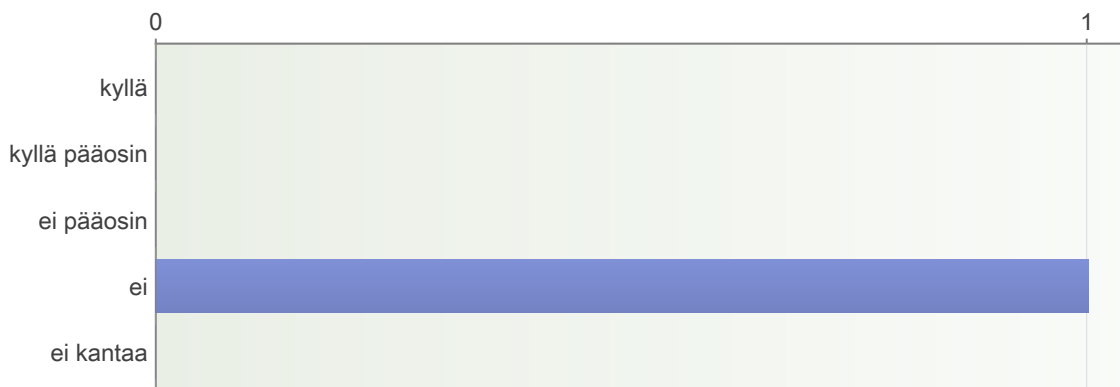 0 1
kyllä
kyllä pääosin
ei pääosin
ei
ei kantaa